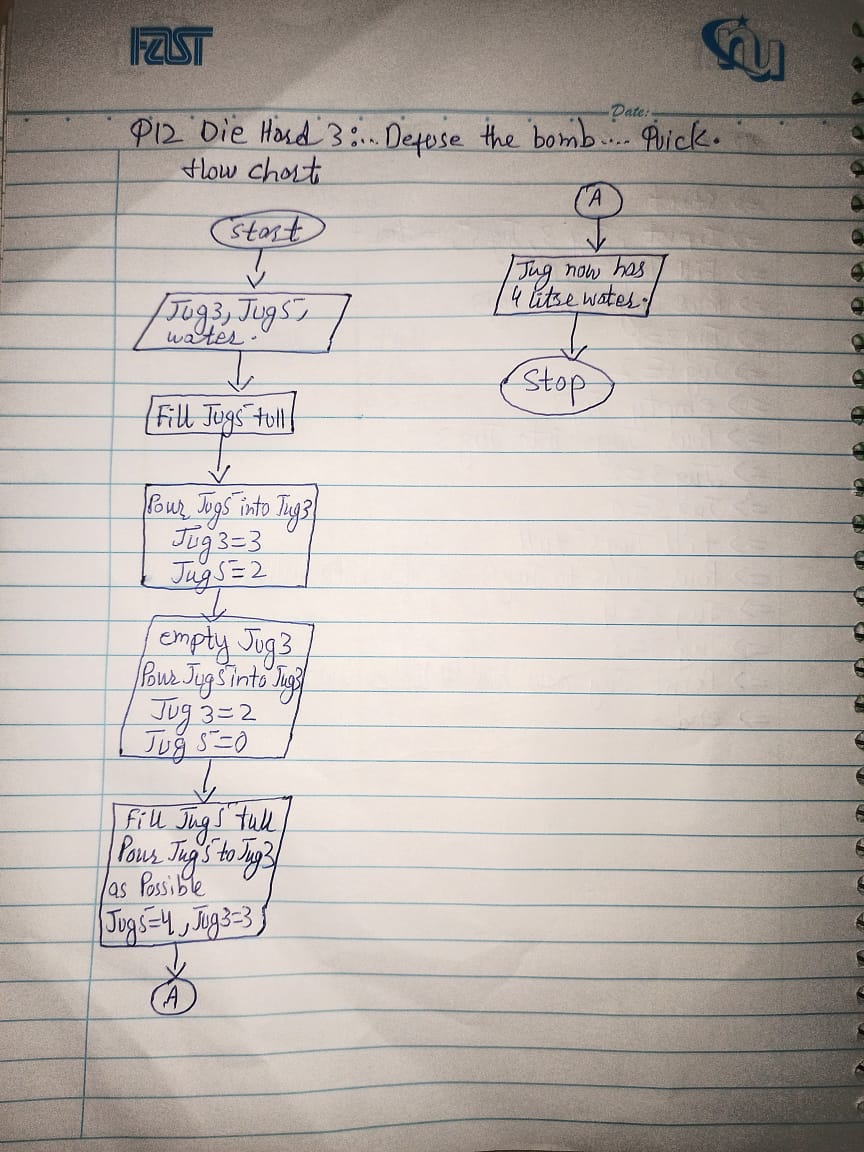 FAST
nu
Date:
Q12 Die Hard 3:... Defuse the bomb.... Quick.
flow chart
start
Jug3, Jug5,
water.
Fill Jug5 full
Pour Jug5 into Jug3
Jug3=3
Jug5=2
empty Jug3
Pour Jug5 into Jug3
Jug 3=2
Jug 5=0
Fill Jug5 full
Pour Jug5 to Jug3
as Possible
Jug5=4, Jug3=3
A
A
Jug now has
4 litre water.
Stop